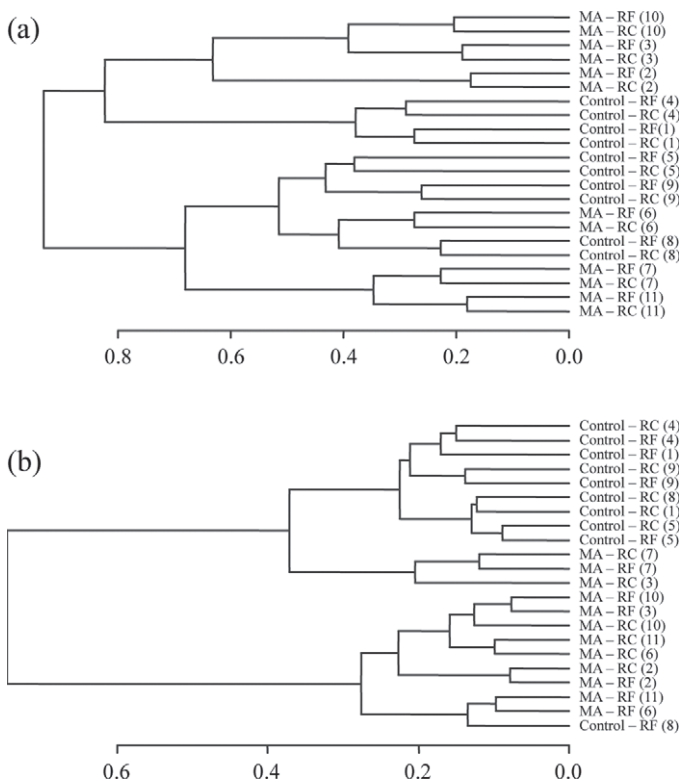 (a)
MA – RF (10)
MA – RC (10)
MA – RF (3)
MA – RC (3)
MA – RF (2)
MA – RC (2)
Control – RF (4)
Control – RC (4)
Control – RF(1)
Control – RC (1)
Control – RF (5)
Control – RC (5)
Control – RF (9)
Control – RC (9)
MA – RF (6)
MA – RC (6)
Control – RF (8)
Control – RC (8)
MA – RF (7)
MA – RC (7)
MA – RF (11)
MA – RC (11)
0.8 0.6 0.4 0.2 0.0
(b)
Control – RC (4)
Control – RF (4)
Control – RF (1)
Control – RC (9)
Control – RF (9)
Control – RC (8)
Control – RC (1)
Control – RC (5)
Control – RF (5)
MA – RC (7)
MA – RF (7)
MA – RC (3)
MA – RF (10)
MA – RF (3)
MA – RC (10)
MA – RC (11)
MA – RC (6)
MA – RC (2)
MA – RF (2)
MA – RF (11)
MA – RF (6)
Control – RF (8)
0.6 0.4 0.2 0.0